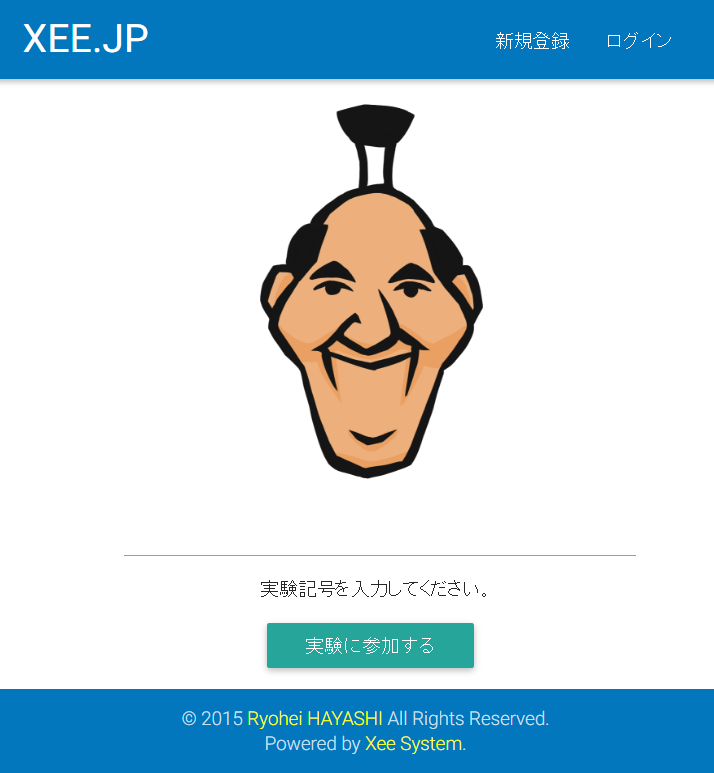 XEE.JP
新規登録
ログイン
実験記号を入力してください。
実験に参加する
© 2015 Ryohei HAYASHI All Rights Reserved.
Powered by Xee System.